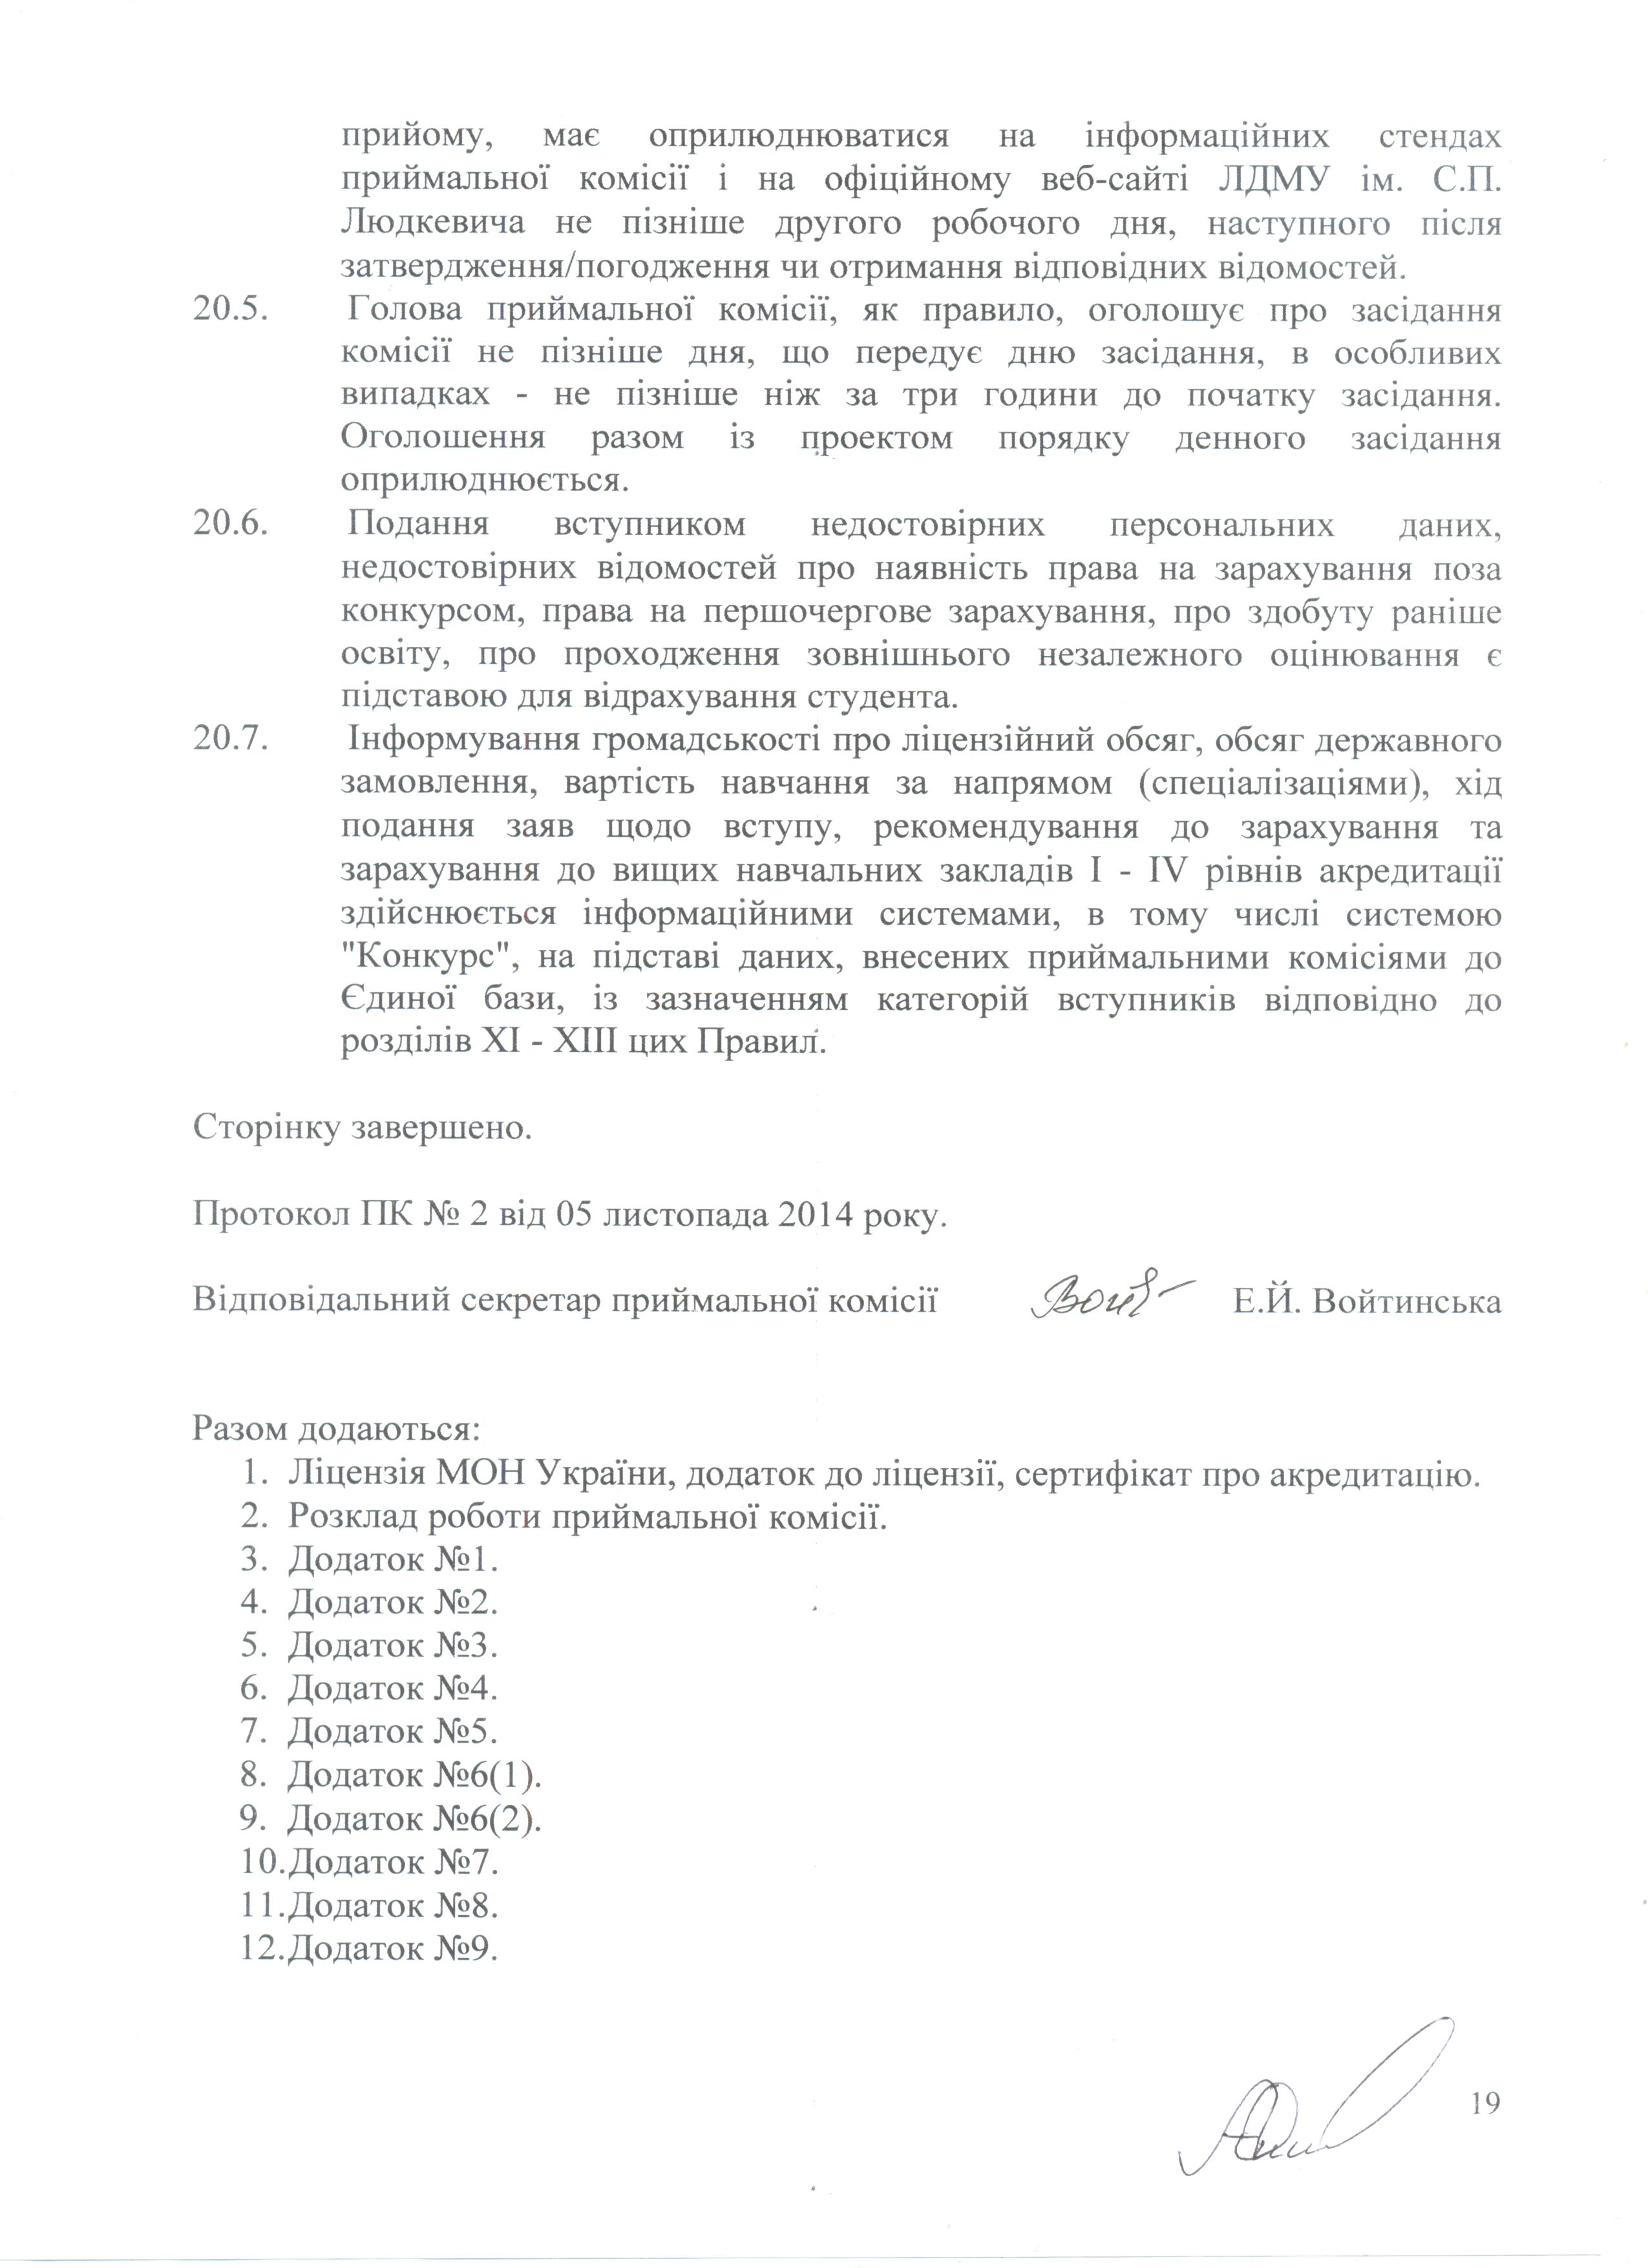 прийому, має оприлюднюватися на інформаційних стендах
приймальної комісії і на офіційному веб-сайті ЛДМУ ім. С.П.
Людкевича не пізніше другого робочого дня, наступного після
затвердження/погодження чи отримання відповідних відомостей.
20.5. Голова приймальної комісії, як правило, оголошує про засідання
комісії не пізніше дня, що передує дню засідання, в особливих
випадках - не пізніше ніж за три години до початку засідання.
Оголошення разом із проектом порядку денного засідання
оприлюднюється.
20.6. Подання вступником недостовірних персональних даних,
недостовірних відомостей про наявність права на зарахування поза
конкурсом, права на першочергове зарахування, про здобуту раніше
освіту, про проходження зовнішнього незалежного оцінювання є
підставою для відрахування студента.
20.7. Інформування громадськості про ліцензійний обсяг, обсяг державного
замовлення, вартість навчання за напрямом (спеціалізаціями), хід
подання заяв щодо вступу, рекомендування до зарахування та
зарахування до вищих навчальних закладів I - IV рівнів акредитації
здійснюється інформаційними системами, в тому числі системою
"Конкурс", на підставі даних, внесених приймальними комісіями до
Єдиної бази, із зазначенням категорій вступників відповідно до
розділів XI - XIII цих Правил.
Сторінку завершено.
Протокол ПК № 2 від 05 листопада 2014 року.
Відповідальний секретар приймальної комісії Е.Й. Войтинська
Разом додаються:
1. Ліцензія МОН України, додаток до ліцензії, сертифікат про акредитацію.
2. Розклад роботи приймальної комісії.
3. Додаток №1.
4. Додаток №2.
5. Додаток №3.
6. Додаток №4.
7. Додаток №5.
8. Додаток №6(1).
9. Додаток №6(2).
10.Додаток №7.
11.Додаток №8.
12.Додаток №9.
19